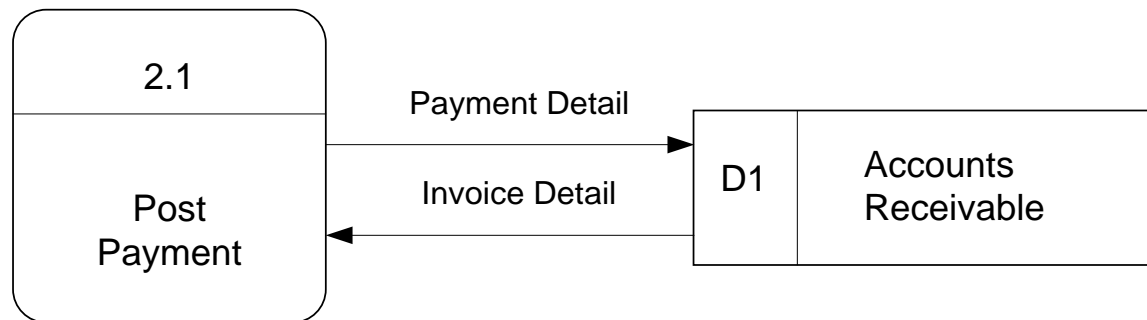 2.1
Post
Payment
Payment Detail
Invoice Detail
D1
Accounts
Receivable